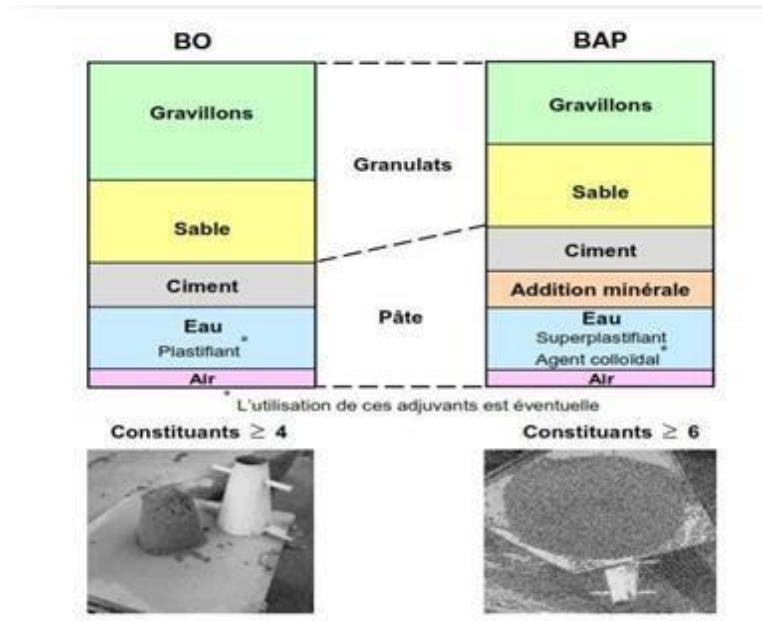 BO
BAP
Gravillons
Gravillons
Granulats
Sable
Sable
Ciment
Ciment
Addition minérale
Pâte
Eau
Plastifiant*
Eau
Superplastifiant
Agent colloïdal*
Air
Air
* L'utilisation de ces adjuvants est éventuelle
Constituants ≥ 4
Constituants ≥ 6